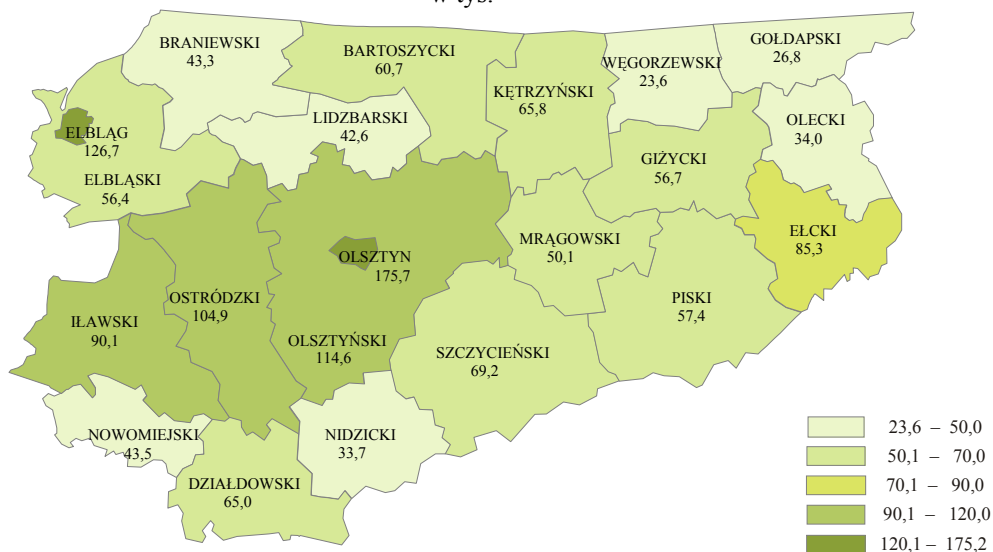 w tys.
BRANIEWSKI
43,3
BARTOSZYCKI
60,7
GOŁDAPSKI
26,8
WĘGORZEWSKI
23,6
KĘTRZYŃSKI
65,8
LIDZBARSKI
42,6
OLECKI
34,0
ELBLĄG
126,7
GIŻYCKI
56,7
ELBLĄSKI
56,4
EŁCKI
85,3
MRĄGOWSKI
50,1
OLSZTYN
175,7
OSTRÓDZKI
104,9
PISKI
57,4
IŁAWSKI
90,1
OLSZTYŃSKI
114,6
SZCZYCIEŃSKI
69,2
NOWOMIEJSKI
43,5
NIDZICKI
33,7
DZIAŁDOWSKI
65,0
23,6 – 50,0
50,1 – 70,0
70,1 – 90,0
90,1 – 120,0
120,1 – 175,2